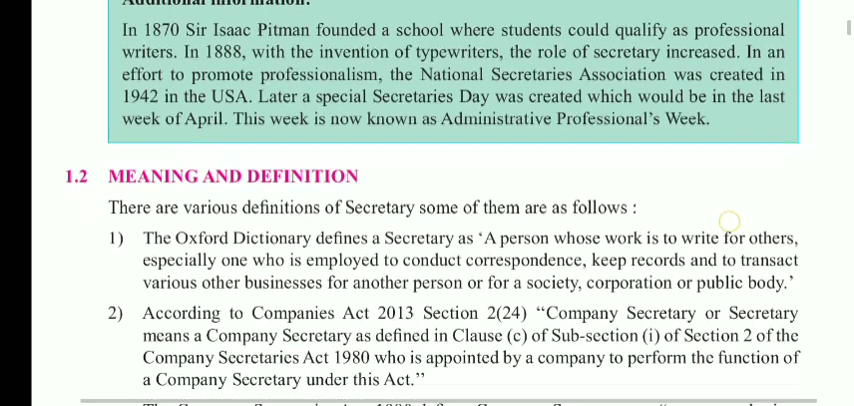 Additional Information:
In 1870 Sir Isaac Pitman founded a school where students could qualify as professional
writers. In 1888, with the invention of typewriters, the role of secretary increased. In an
effort to promote professionalism, the National Secretaries Association was created in
1942 in the USA. Later a special Secretaries Day was created which would be in the last
week of April. This week is now known as Administrative Professional’s Week.
1.2 MEANING AND DEFINITION
There are various definitions of Secretary some of them are as follows :
1) The Oxford Dictionary defines a Secretary as ‘A person whose work is to write for others,
especially one who is employed to conduct correspondence, keep records and to transact
various other businesses for another person or for a society, corporation or public body.’
2) According to Companies Act 2013 Section 2(24) “Company Secretary or Secretary
means a Company Secretary as defined in Clause (c) of Sub-section (i) of Section 2 of the
Company Secretaries Act 1980 who is appointed by a company to perform the function of
a Company Secretary under this Act.”